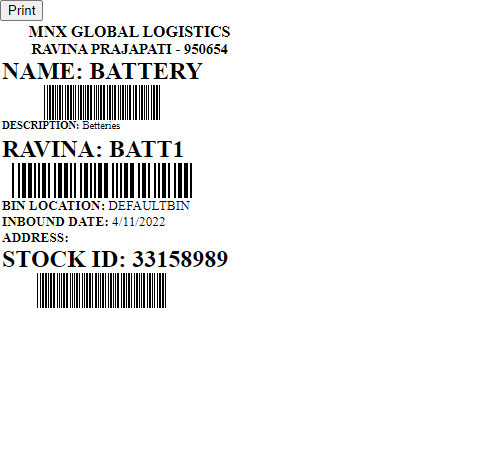 Print
MNX GLOBAL LOGISTICS
RAVINA PRAJAPATI - 950654
NAME: BATTERY
DESCRIPTION: Betteries
RAVINA: BATT1
BIN LOCATION: DEFAULTBIN
INBOUND DATE: 4/11/2022
ADDRESS:
STOCK ID: 33158989